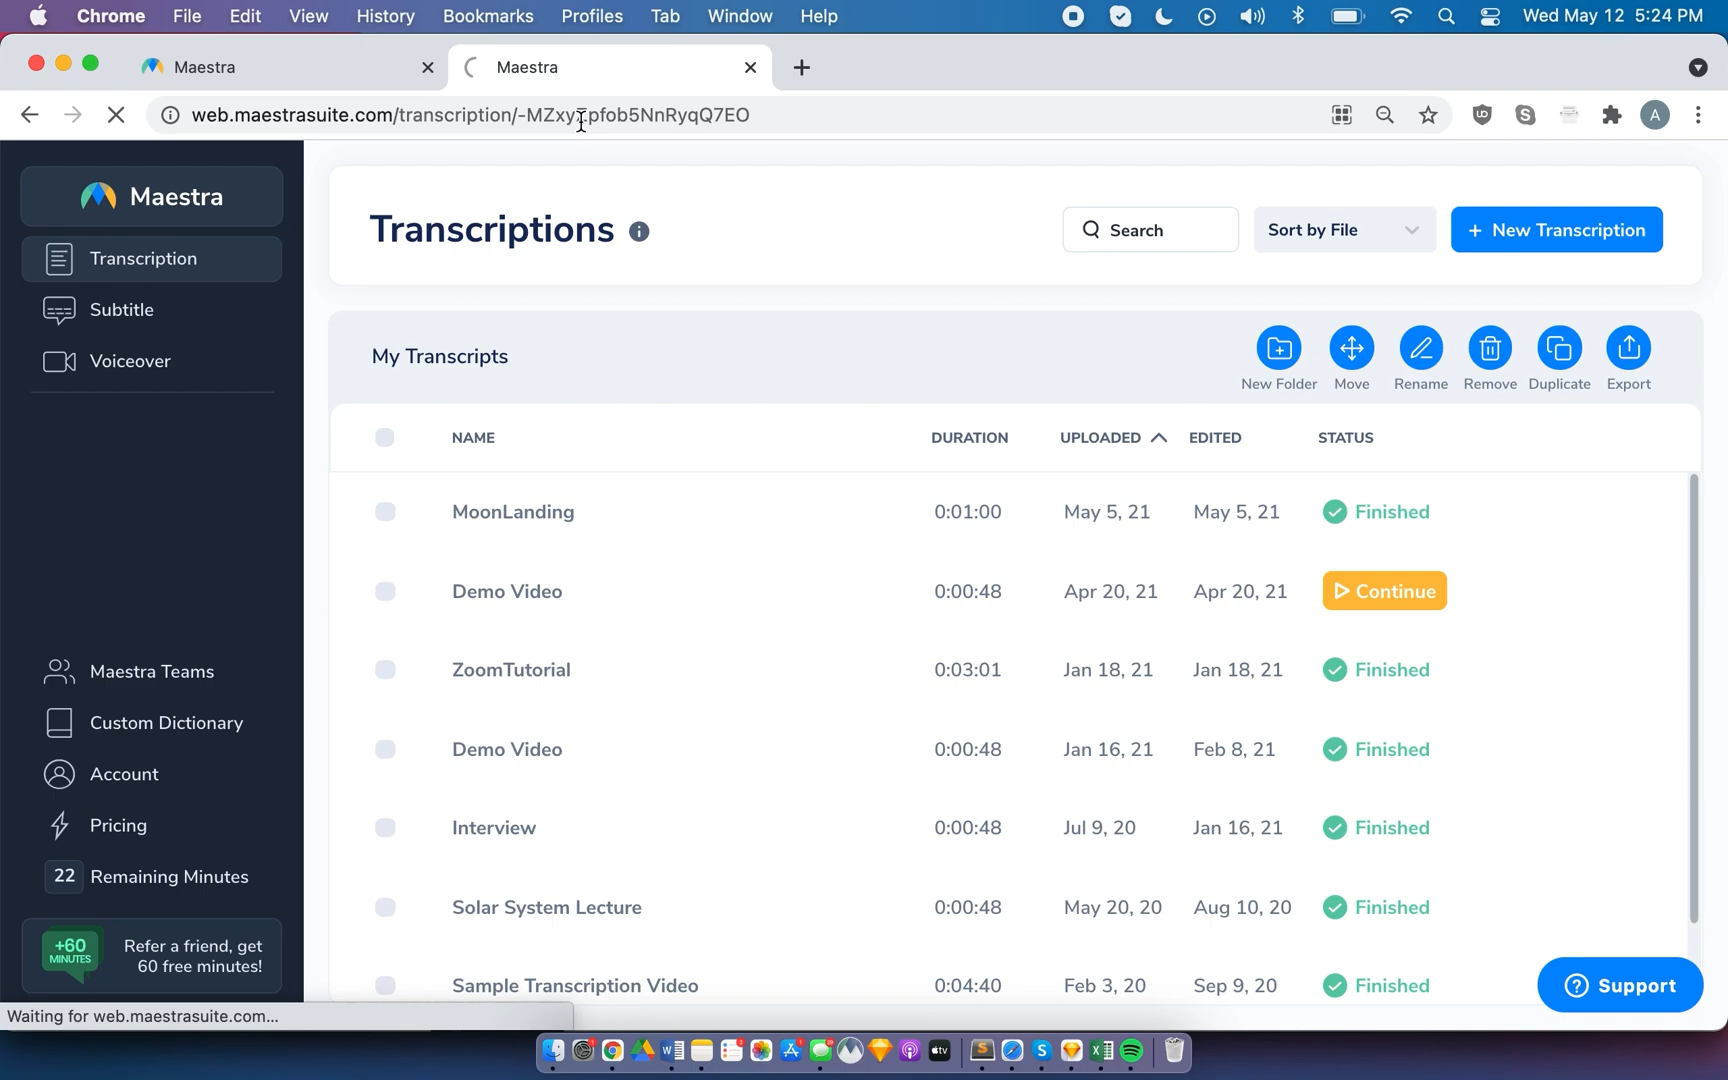 Chrome File Edit View History Bookmarks Profiles Tab Window Help Wed May 12 5:24 PM
Maestra Maestra
web.maestrasuite.com/transcription/-MZxy pfob5NnRyqQ7EO A
Maestra
Transcription
Subtitle
Voiceover
Maestra Teams
Custom Dictionary
Account
Pricing
22 Remaining Minutes
+60 MINUTES
Refer a friend, get
60 free minutes!
Waiting for web.maestrasuite.com...
Transcriptions
Search Sort by File + New Transcription
My Transcripts
New Folder Move Rename Remove Duplicate Export
NAME DURATION UPLOADED EDITED STATUS
MoonLanding 0:01:00 May 5, 21 May 5, 21 Finished
Demo Video 0:00:48 Apr 20, 21 Apr 20, 21 Continue
ZoomTutorial 0:03:01 Jan 18, 21 Jan 18, 21 Finished
Demo Video 0:00:48 Jan 16, 21 Feb 8, 21 Finished
Interview 0:00:48 Jul 9, 20 Jan 16, 21 Finished
Solar System Lecture 0:00:48 May 20, 20 Aug 10, 20 Finished
Sample Transcription Video 0:04:40 Feb 3, 20 Sep 9, 20 Finished
Support